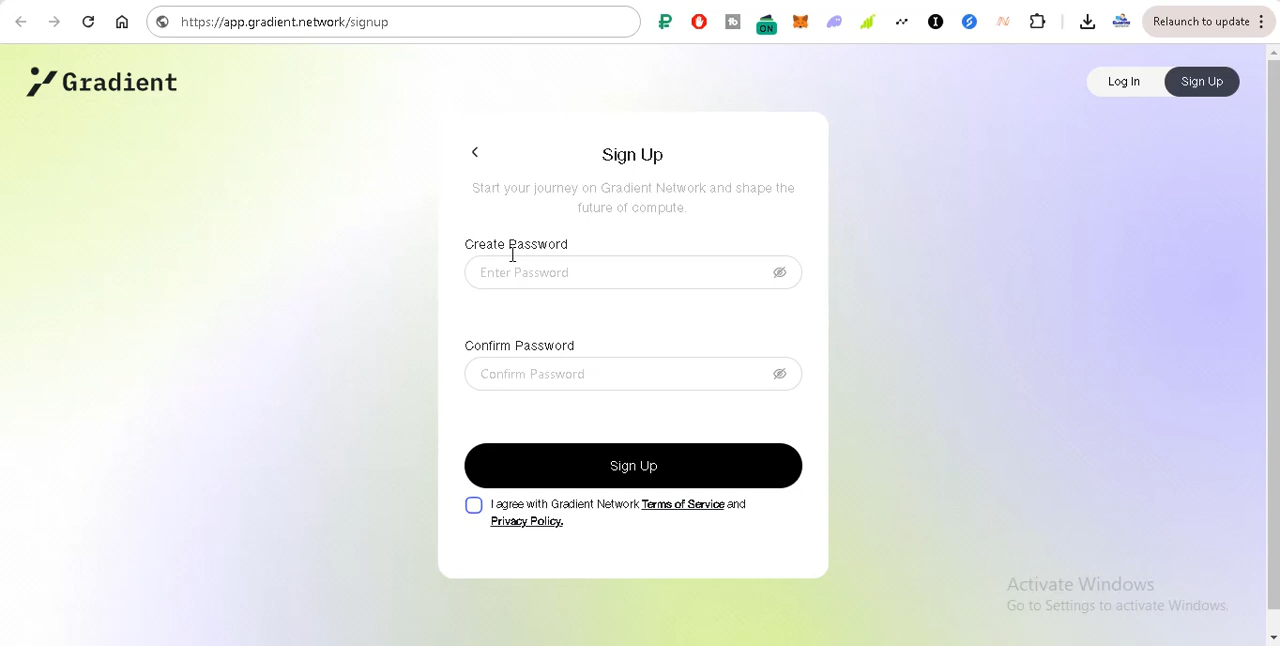 https://app.gradient.network/signup
ON
Relaunch to update
Gradient
Log In
Sign Up
Sign Up
Start your journey on Gradient Network and shape the
future of compute.
Create Password
Enter Password
Confirm Password
Confirm Password
Sign Up
I agree with Gradient Network Terms of Service and
Privacy Policy.
Activate Windows
Go to Settings to activate Windows.